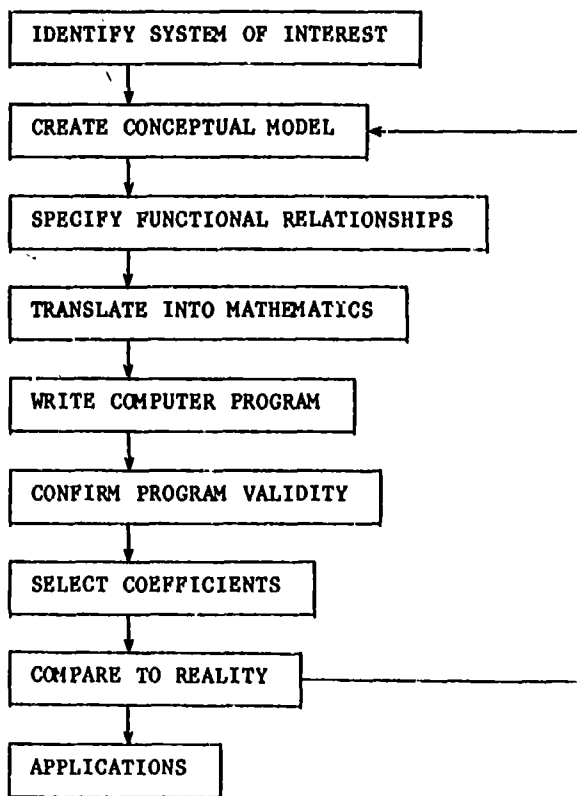 IDENTIFY SYSTEM OF INTEREST
CREATE CONCEPTUAL MODEL
SPECIFY FUNCTIONAL RELATIONSHIPS
TRANSLATE INTO MATHEMATICS
WRITE COMPUTER PROGRAM
CONFIRM PROGRAM VALIDITY
SELECT COEFFICIENTS
COMPARE TO REALITY
APPLICATIONS